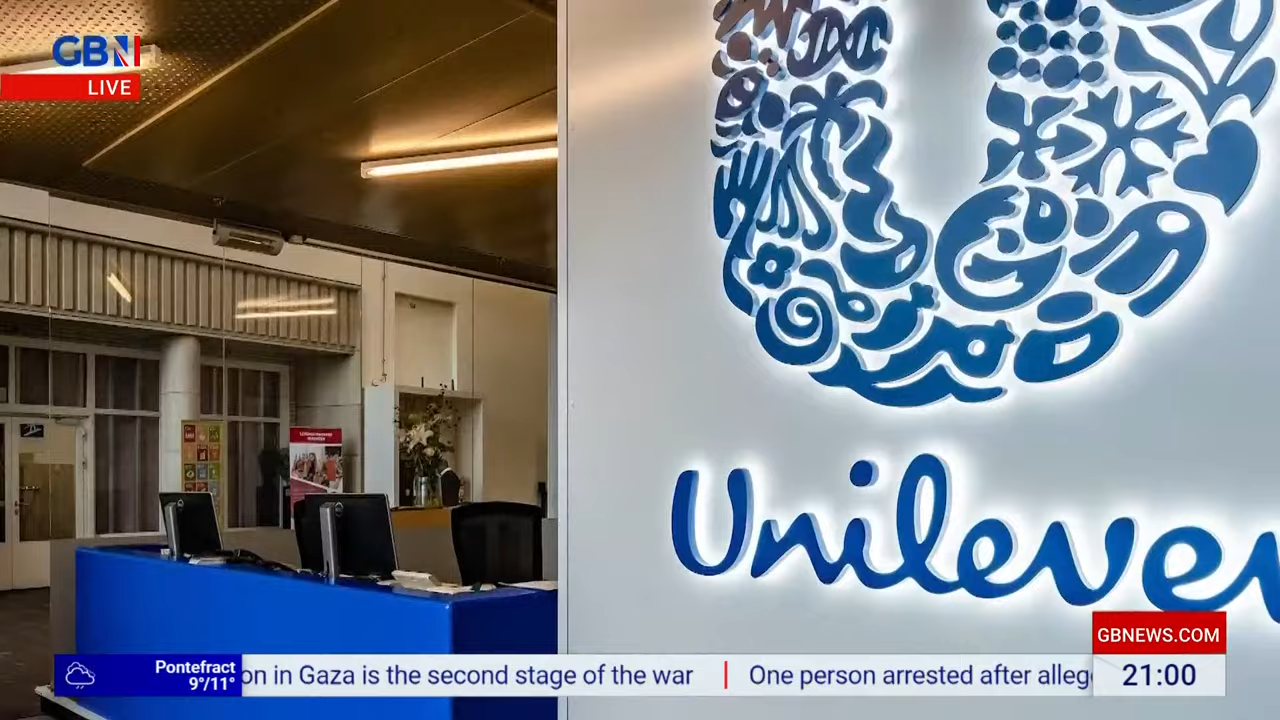 GBN
LIVE
Unilever
GBNEWS.COM
Pontefract
9°/11°
on in Gaza is the second stage of the war
One person arrested after alleg
21:00